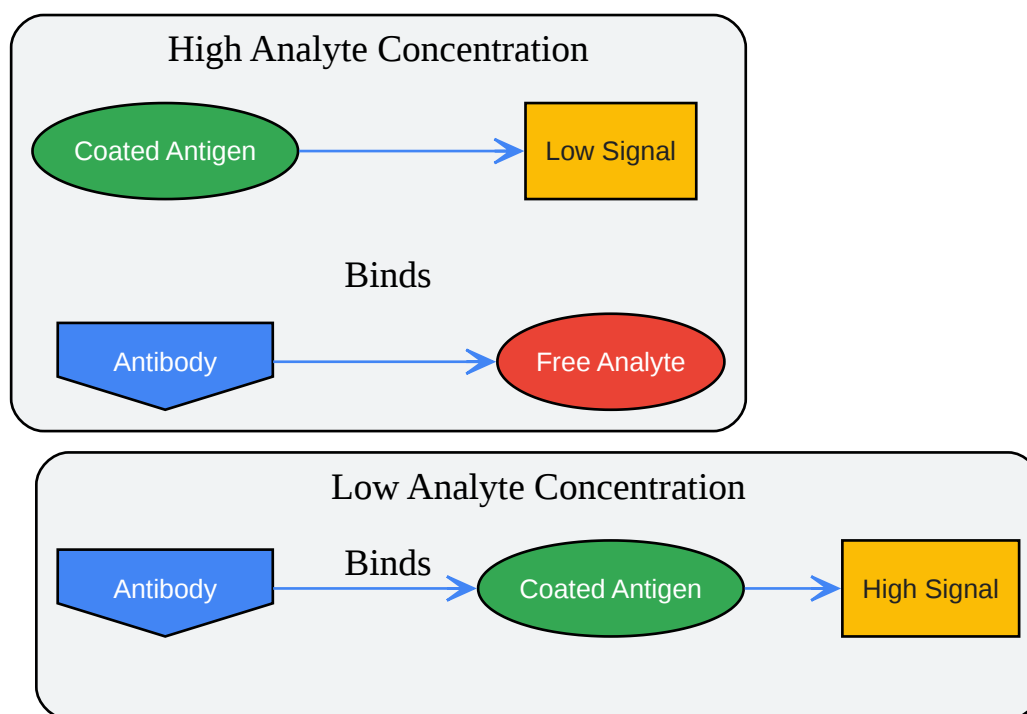 High Analyte Concentration
Coated Antigen
Low Signal
Binds
Antibody
Free Analyte
Low Analyte Concentration
Antibody
Binds
Coated Antigen
High Signal